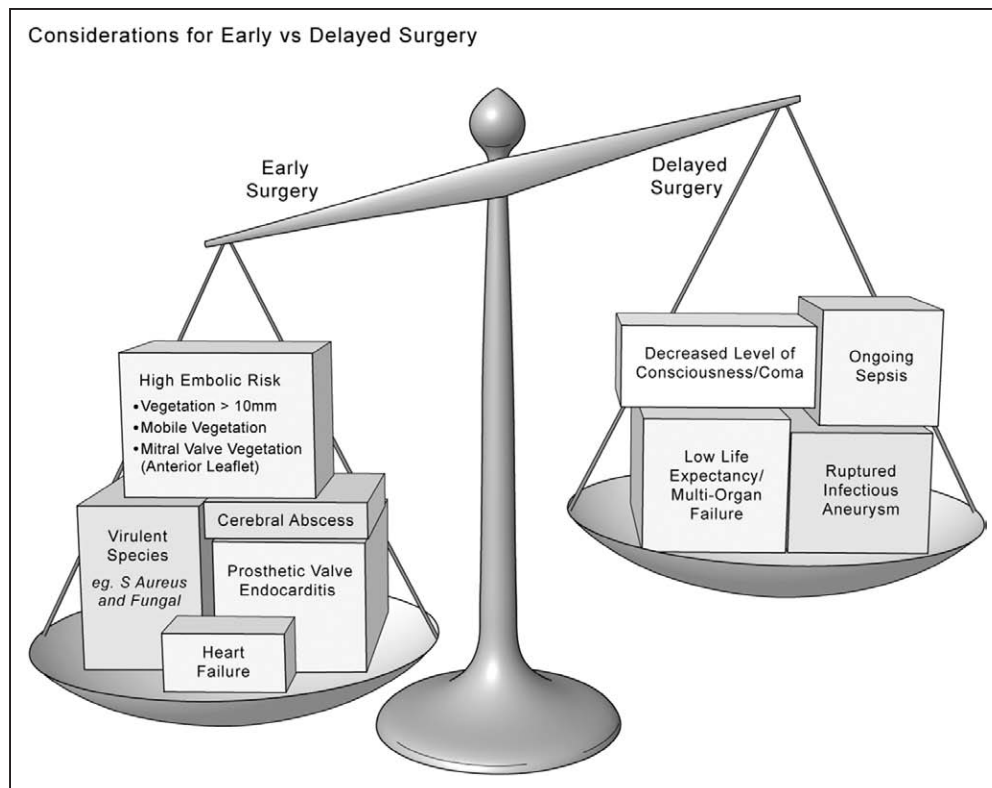 Considerations for Early vs Delayed Surgery
Early
Surgery
Delayed
Surgery
High Embolic Risk
•Vegetation > 10mm
•Mobile Vegetation
•Mitral Valve Vegetation
(Anterior Leaflet)
Cerebral Abscess
Virulent
Species
eg. S Aureus
and Fungal
Prosthetic Valve
Endocarditis
Heart
Failure
Decreased Level of
Consciousness/Coma
Ongoing
Sepsis
Low Life
Expectancy/
Multi-Organ
Failure
Ruptured
Infectious
Aneurysm